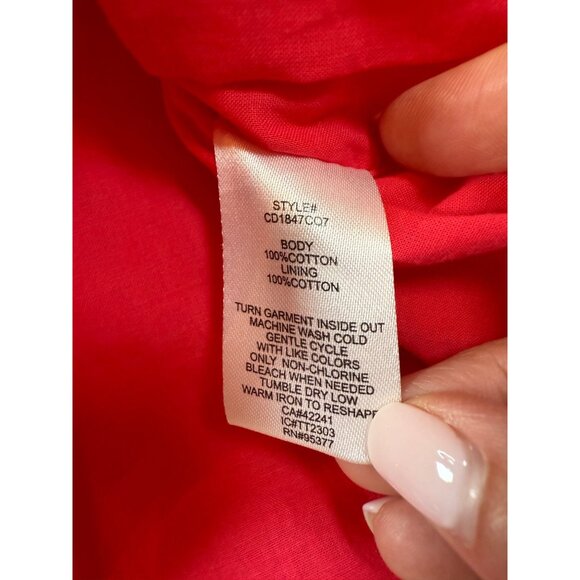 STYLE#
CD1847CQ7
BODY
100%COTTON
LINING
100%COTTON
TURN GARMENT INSIDE OUT
MACHINE WASH COLD
GENTLE CYCLE
WITH LIKE COLORS
ONLY NON-CHLORINE
BLEACH WHEN NEEDED
TUMBLE DRY LOW
WARM IRON TO RESHAPE
CA#42241
IC#TT2303
RN#95377